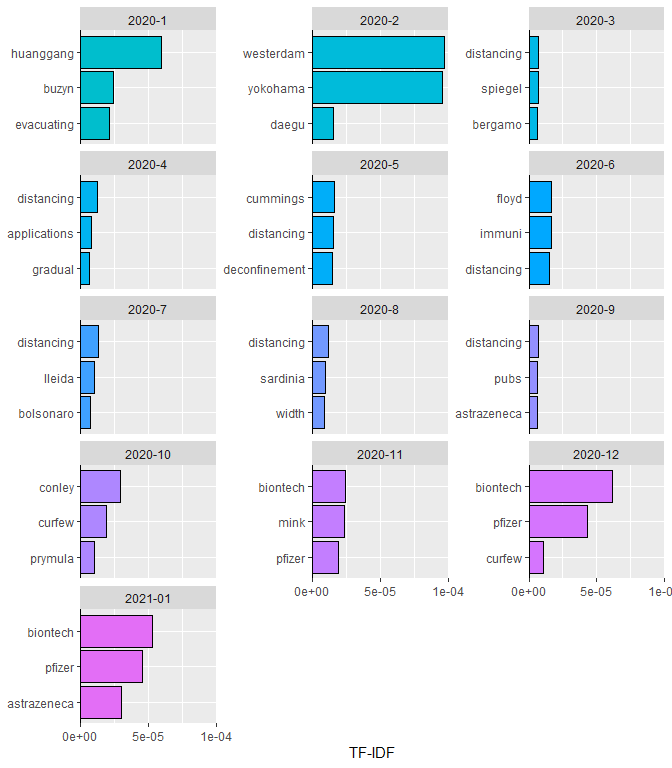 2020-1 2020-2 2020-3
huanggang westerdam distancing
buzyn yokohama spiegel
evacuating daegu bergamo
2020-4 2020-5 2020-6
distancing cummings floyd
applications distancing immuni
gradual deconfinement distancing
2020-7 2020-8 2020-9
distancing distancing distancing
lleida sardinia pubs
bolsonaro width astrazeneca
2020-10 2020-11 2020-12
conley biontech biontech
curfew mink pfizer
prymula pfizer curfew
0e+00 5e-05 1e-04 0e+00 5e-05 1e-0
2021-01
biontech
pfizer
astrazeneca
0e+00 5e-05 1e-04
TF-IDF